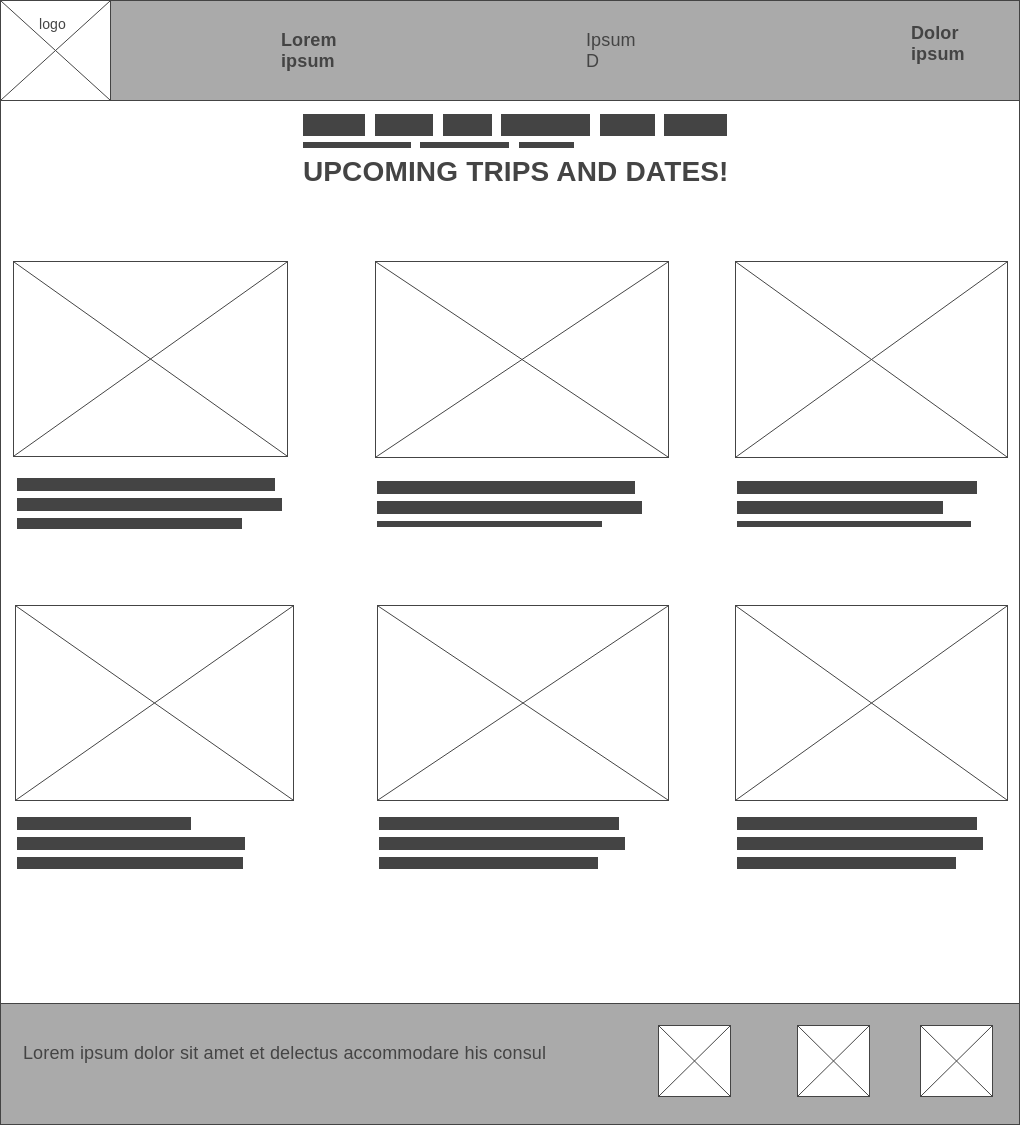 logo
Lorem
ipsum
Ipsum
D
Dolor
ipsum
UPCOMING TRIPS AND DATES!
Lorem ipsum dolor sit amet et delectus accommodare his consul